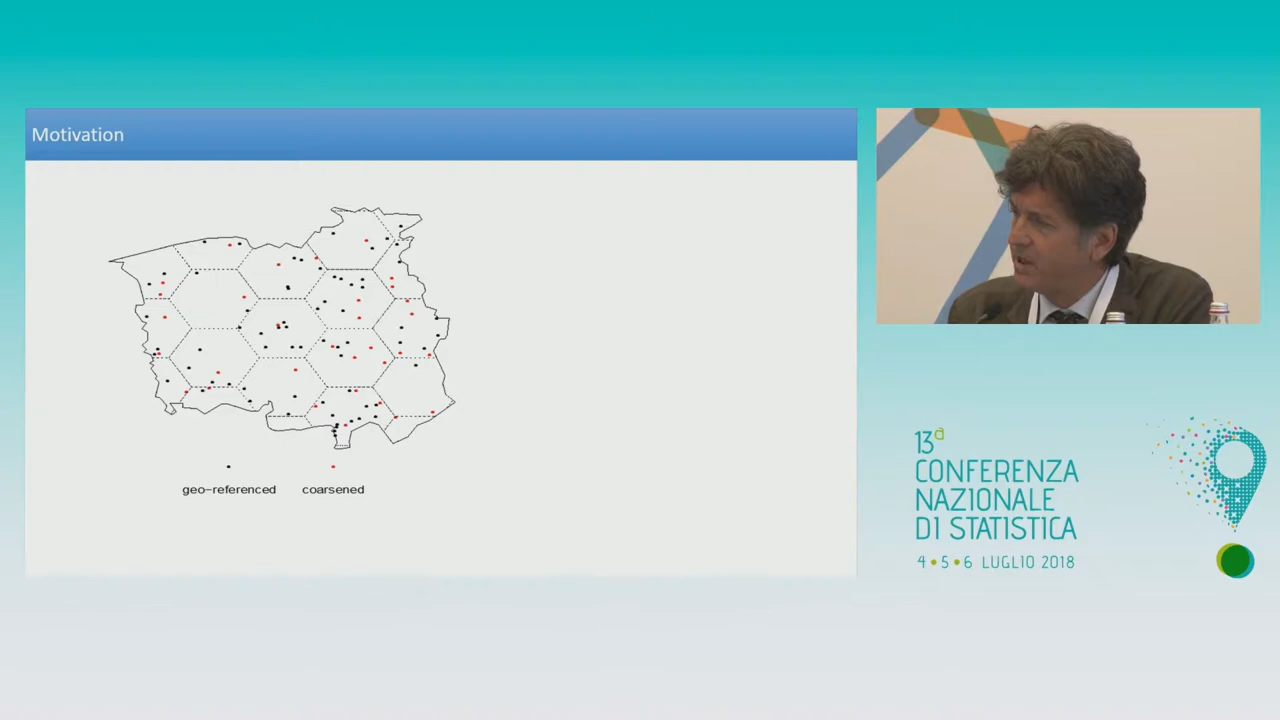 Motivation
geo-referenced coarsened
13ª
CONFERENZA
NAZIONALE
DI STATISTICA
4 • 5 • 6 LUGLIO 2018